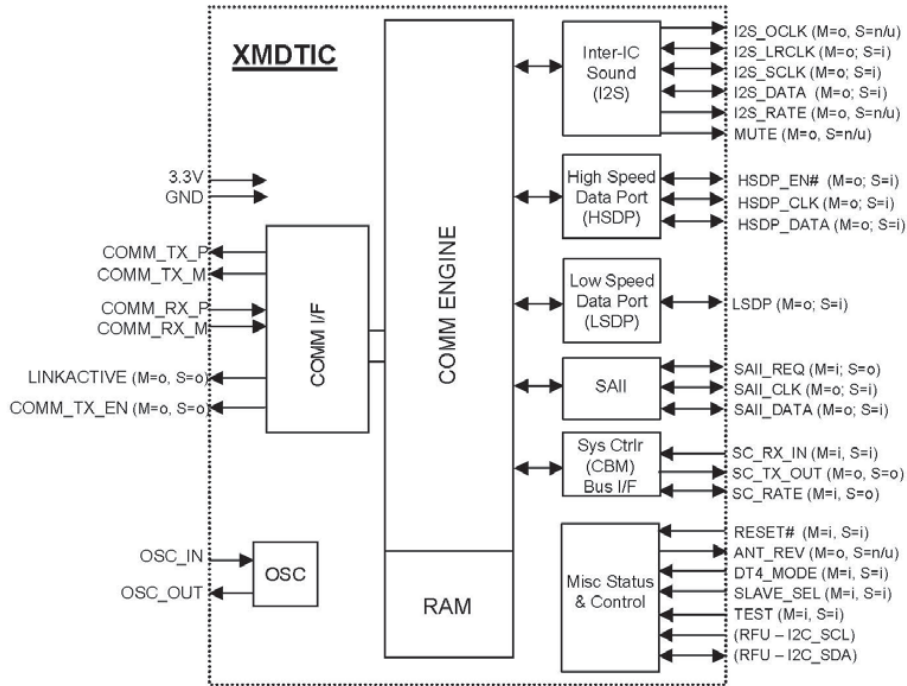 XMDTIC
3.3V
GND
COMM_TX_P
COMM_TX_M
COMM_RX_P
COMM_RX_M
LINKACTIVE (M=o, S=o)
COMM_TX_EN (M=o, S=o)
OSC_IN
OSC_OUT
OSC
COMM I/F
COMM ENGINE
RAM
Inter-IC
Sound
(I2S)
I2S_OCLK (M=o, S=n/u)
I2S_LRCLK (M=o; S=i)
I2S_SCLK (M=o; S=i)
I2S_DATA (M=o; S=i)
I2S_RATE (M=o, S=n/u)
MUTE (M=o, S=n/u)
High Speed
Data Port
(HSDP)
HSDP_EN# (M=o; S=i)
HSDP_CLK (M=o; S=i)
HSDP_DATA (M=o; S=i)
Low Speed
Data Port
(LSDP)
LSDP (M=o; S=i)
SAII
SAII_REQ (M=i; S=o)
SAII_CLK (M=o; S=i)
SAII_DATA (M=o; S=i)
Sys Ctrlr
(CBM)
Bus I/F
SC_RX_IN (M=i, S=i)
SC_TX_OUT (M=o, S=o)
SC_RATE (M=i, S=o)
Misc Status
& Control
RESET# (M=i, S=i)
ANT_REV (M=o, S=n/u)
DT4_MODE (M=i, S=i)
SLAVE_SEL (M=i, S=i)
TEST (M=i, S=i)
(RFU – I2C_SCL)
(RFU – I2C_SDA)